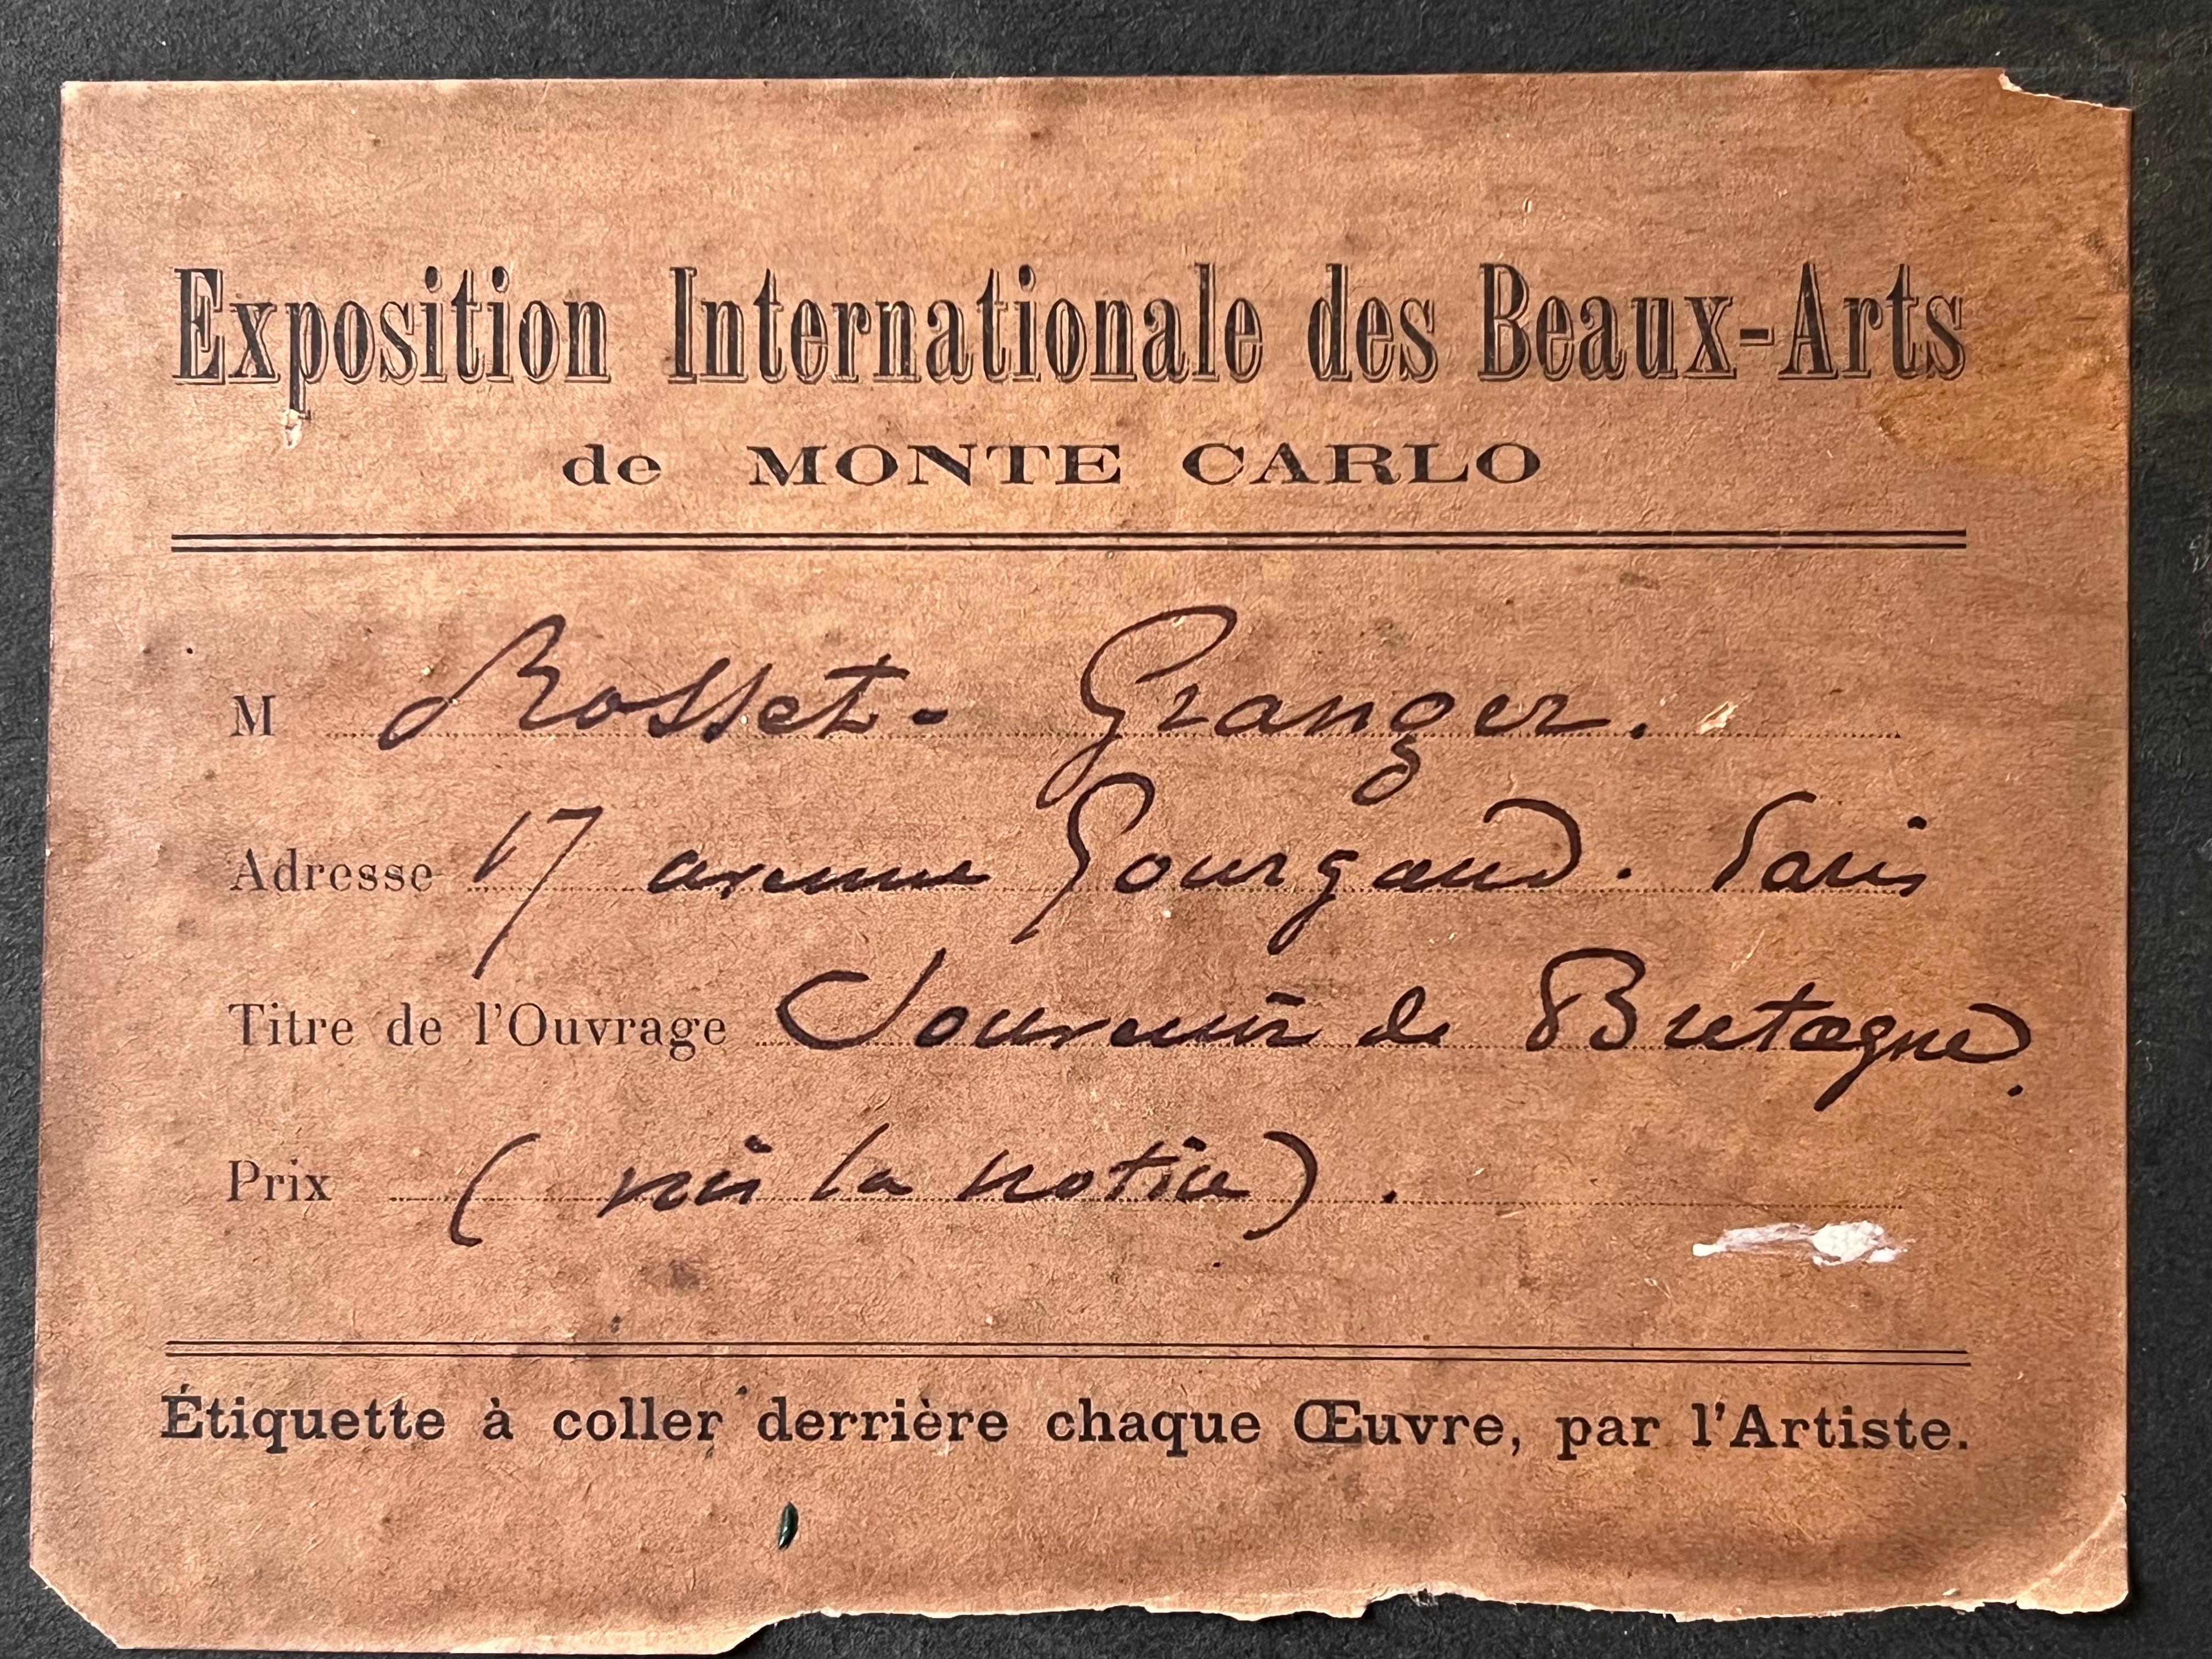 Exposition Internationale des Beaux-Arts
de MONTE CARLO
M Rosset-Granger.
Adresse 17 avenue Gourgaud. Paris
Titre de l'Ouvrage Souvenir de Bretagne.
Prix (voir la notice).
Étiquette à coller derrière chaque Œuvre, par l'Artiste.